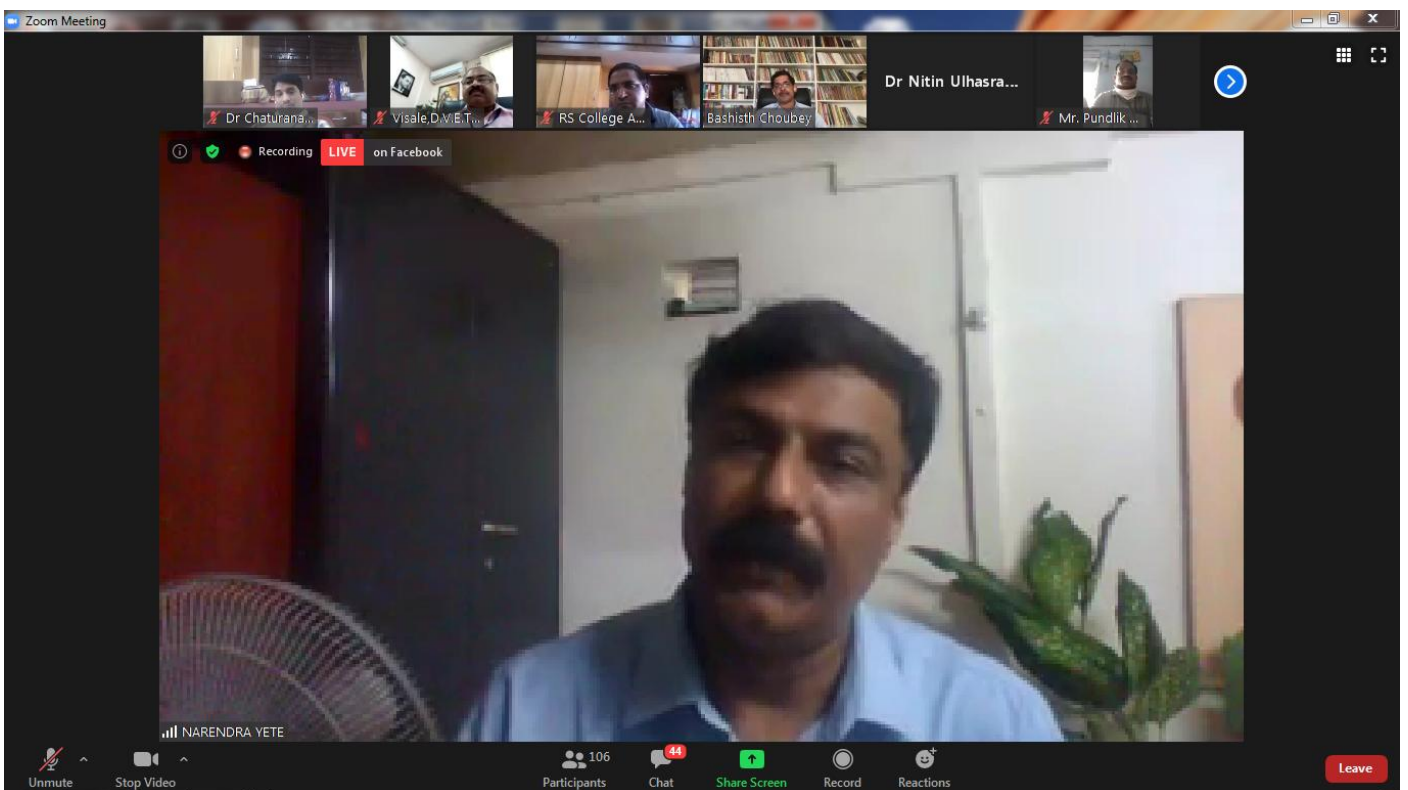 Zoom Meeting
Dr Chaturana...
Visale,D.V.E.T...
RS College A...
Bashisth Choubey
Dr Nitin Ulhasra...
Mr. Pundlik ...
Recording LIVE on Facebook
NARENDRA YETE
106
44
Unmute
Stop Video
Participants
Chat
Share Screen
Record
Reactions
Leave